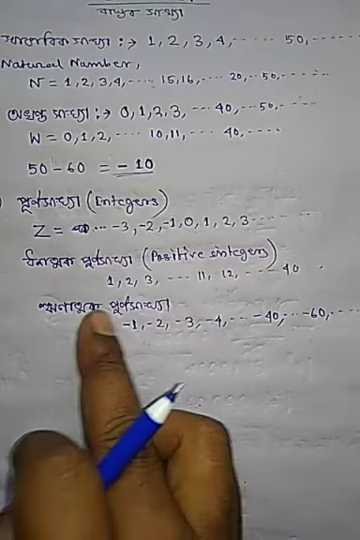 বাস্তব সংখ্যা
স্বাভাবিক সংখ্যা :→ 1, 2, 3, 4, ...... 50, ......
Natural Number,
N = 1, 2, 3, 4, ...... 15, 16, ...... 20, .. 50, ......
অখণ্ড সংখ্যা :→ 0, 1, 2, 3, ... 40, ... 50, ......
W = 0, 1, 2, ...... 10, 11, ...... 40, ....
50 - 60 = - 10
) পূর্ণসংখ্যা (Integers)
Z = ... -3, -2, -1, 0, 1, 2, 3 ......
ধনাত্মক পূর্ণসংখ্যা (Positive integers)
1, 2, 3, .... 11, 12, ...... 40
ঋণাত্মক পূর্ণসংখ্যা
-1, -2, -3, -4, ... -40, ... -60, ....